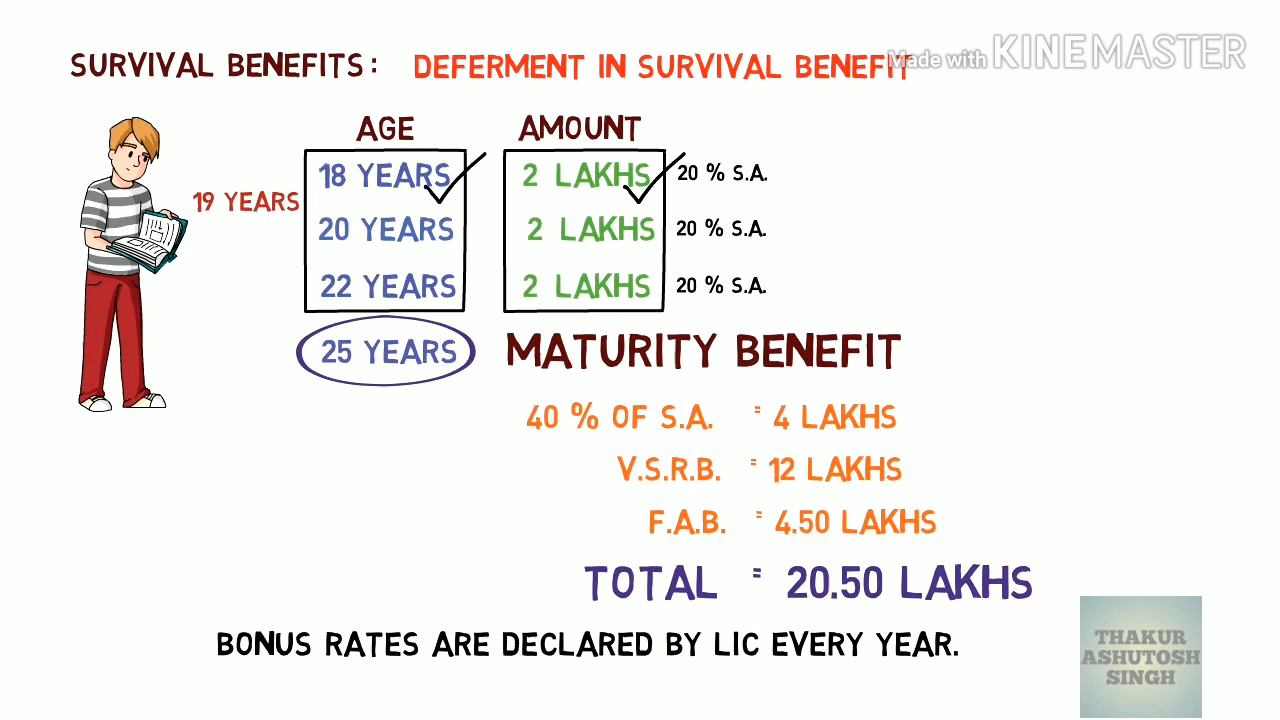 SURVIVAL BENEFITS: DEFERMENT IN SURVIVAL BENEFIT
Made with KINEMASTER
AGE AMOUNT
18 YEARS 2 LAKHS 20 % S.A.
19 YEARS
20 YEARS 2 LAKHS 20 % S.A.
22 YEARS 2 LAKHS 20 % S.A.
25 YEARS MATURITY BENEFIT
40 % OF S.A. = 4 LAKHS
V.S.R.B. = 12 LAKHS
F.A.B. = 4.50 LAKHS
TOTAL = 20.50 LAKHS
BONUS RATES ARE DECLARED BY LIC EVERY YEAR.
THAKUR
ASHUTOSH
SINGH